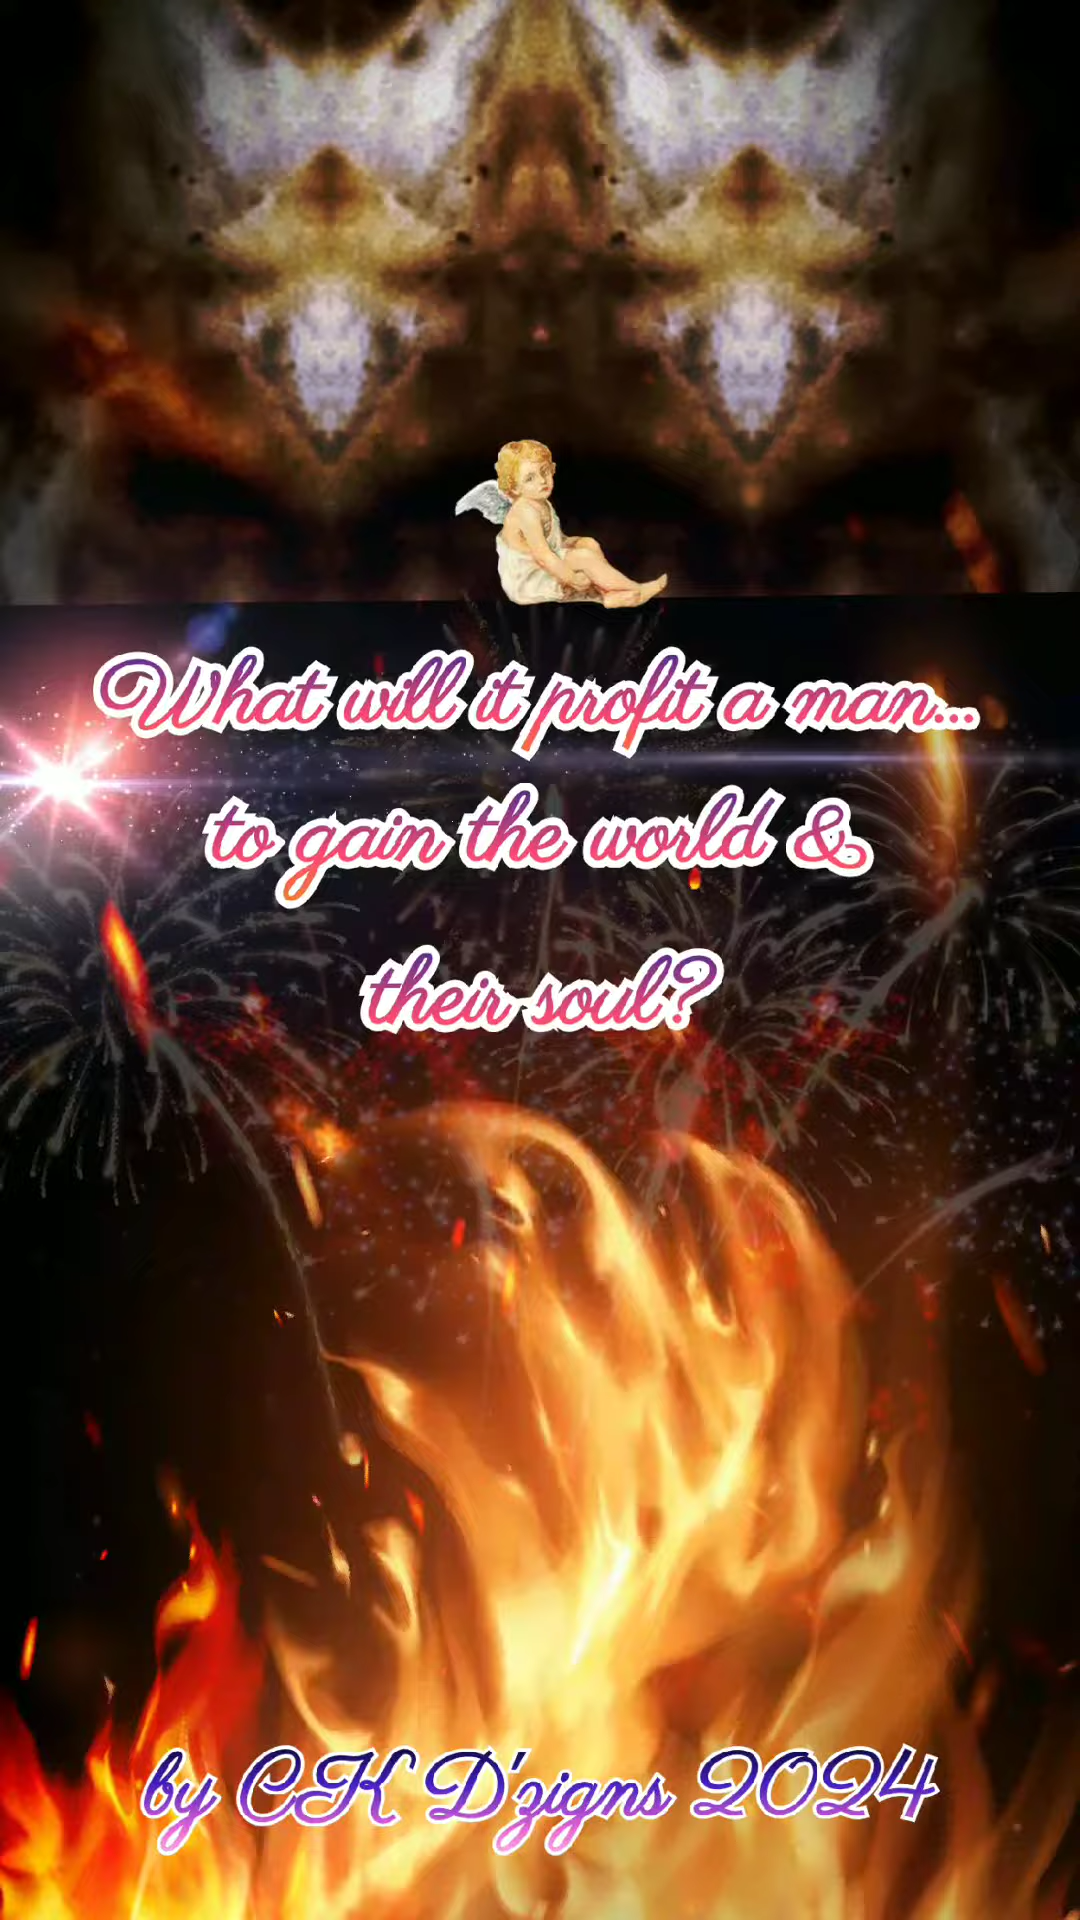 What will it profit a man...
to gain the world &
their soul?
by CK D'zigns 2024